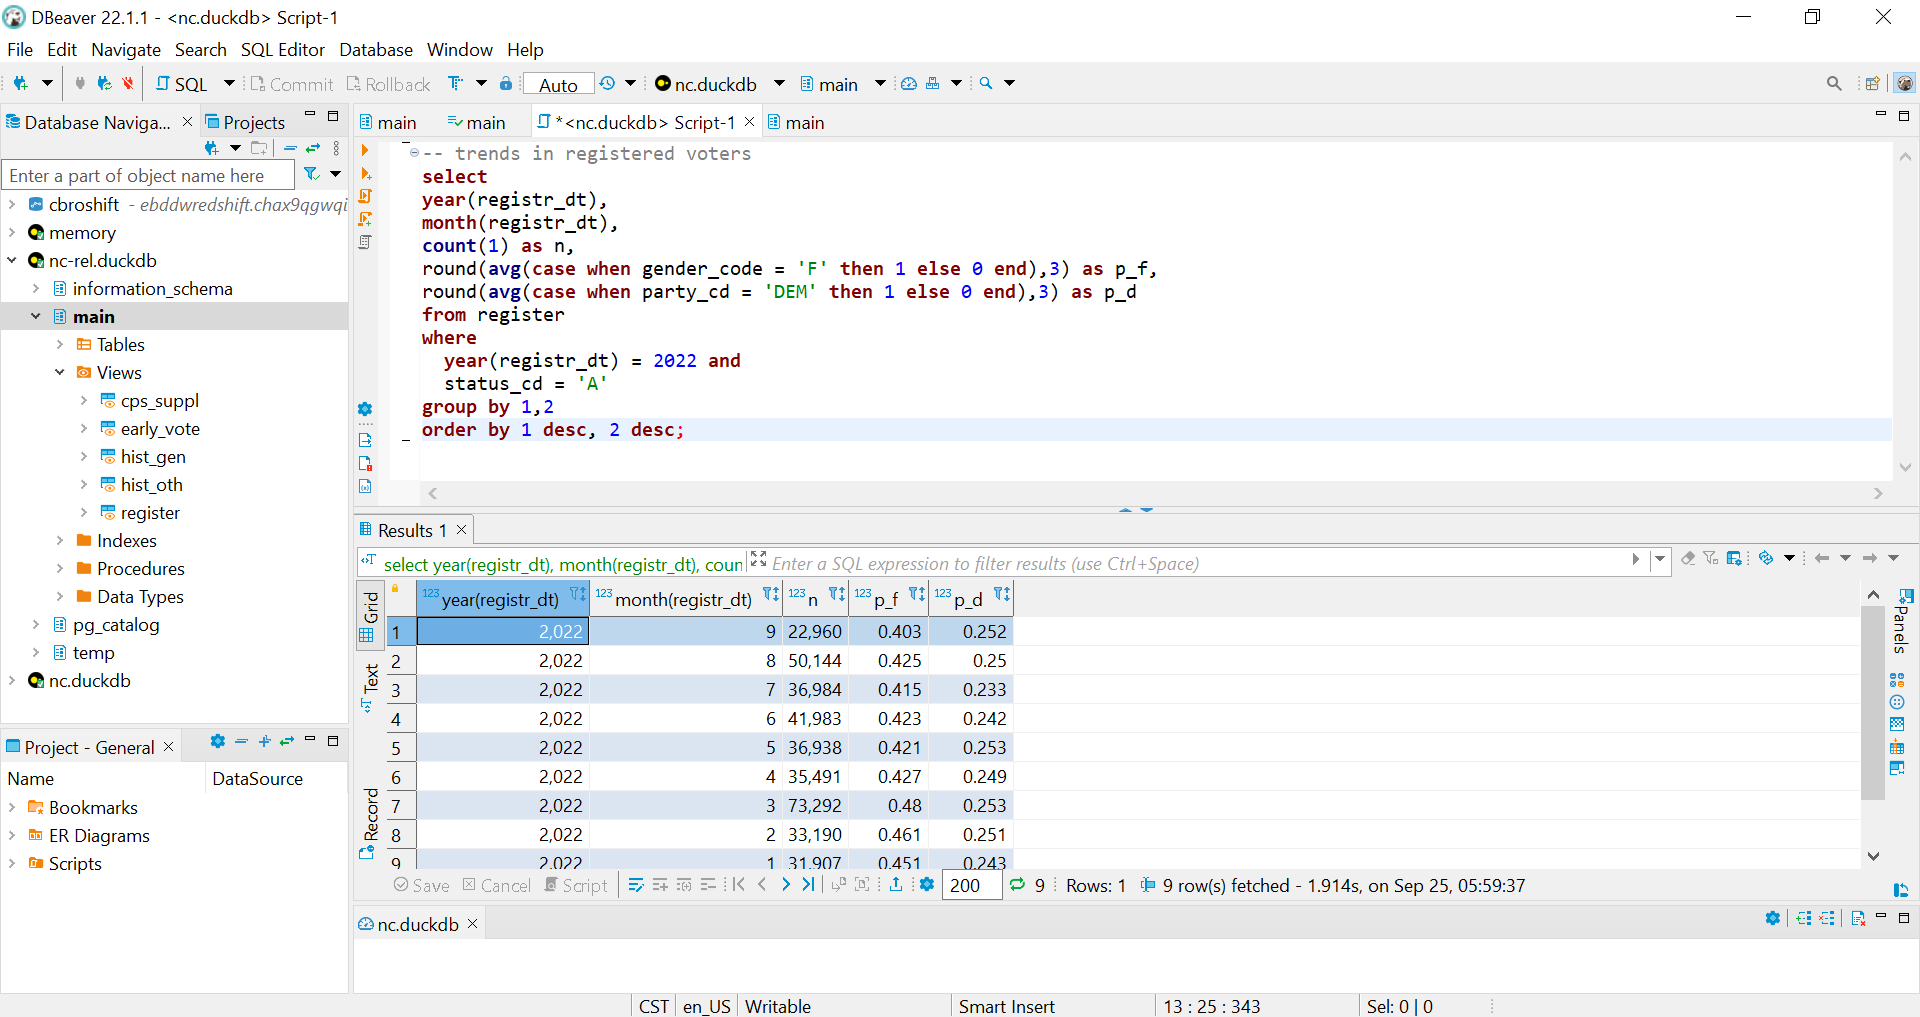 DBeaver 22.1.1 - <nc.duckdb> Script-1
File Edit Navigate Search SQL Editor Database Window Help
SQL Commit Rollback Auto nc.duckdb main
Database Naviga... Projects
Enter a part of object name here
cbroshift - ebddwredshift.chax9qgwqi
memory
nc-rel.duckdb
information_schema
main
Tables
Views
cps_suppl
early_vote
hist_gen
hist_oth
register
Indexes
Procedures
Data Types
pg_catalog
temp
nc.duckdb
Project - General
Name DataSource
Bookmarks
ER Diagrams
Scripts
main main *<nc.duckdb> Script-1 main
-- trends in registered voters
select
year(registr_dt),
month(registr_dt),
count(1) as n,
round(avg(case when gender_code = 'F' then 1 else 0 end),3) as p_f,
round(avg(case when party_cd = 'DEM' then 1 else 0 end),3) as p_d
from register
where
year(registr_dt) = 2022 and
status_cd = 'A'
group by 1,2
order by 1 desc, 2 desc;
Results 1
select year(registr_dt), month(registr_dt), coun Enter a SQL expression to filter results (use Ctrl+Space)
Grid
Text
Record
Panels
123 year(registr_dt) 123 month(registr_dt) 123 n 123 p_f 123 p_d
1 2,022 9 22,960 0.403 0.252
2 2,022 8 50,144 0.425 0.25
3 2,022 7 36,984 0.415 0.233
4 2,022 6 41,983 0.423 0.242
5 2,022 5 36,938 0.421 0.253
6 2,022 4 35,491 0.427 0.249
7 2,022 3 73,292 0.48 0.253
8 2,022 2 33,190 0.461 0.251
9 2,022 1 31,907 0.451 0.243
Save Cancel Script 200 9 Rows: 1 9 row(s) fetched - 1.914s, on Sep 25, 05:59:37
nc.duckdb
CST en_US Writable Smart Insert 13 : 25 : 343 Sel: 0 | 0